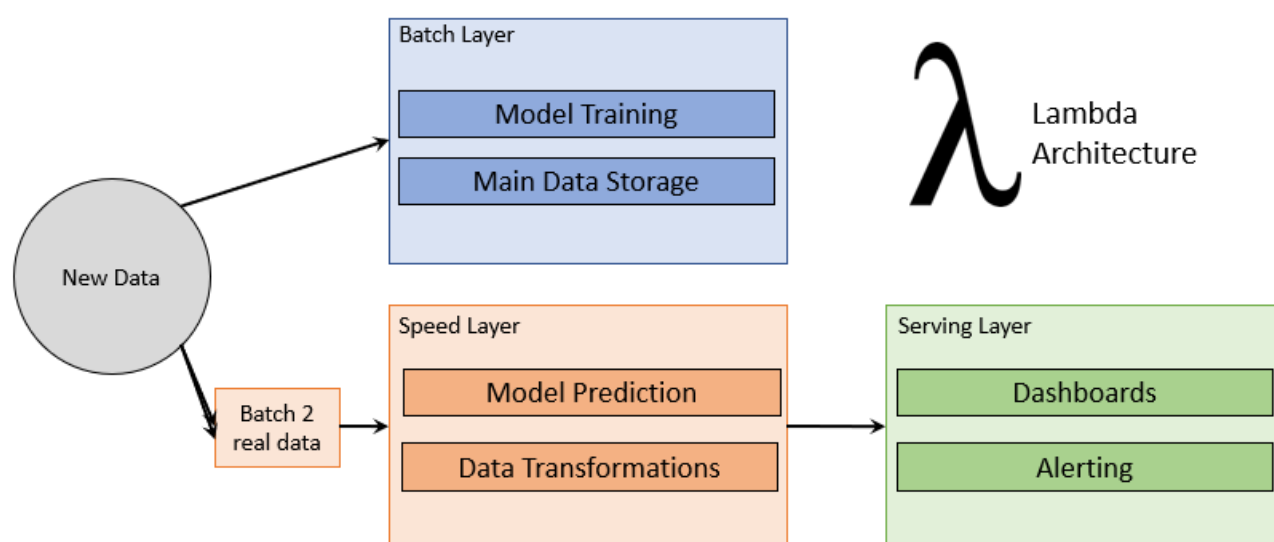 Batch Layer
Model Training
Main Data Storage
λ
Lambda
Architecture
New Data
Batch 2
real data
Speed Layer
Model Prediction
Data Transformations
Serving Layer
Dashboards
Alerting